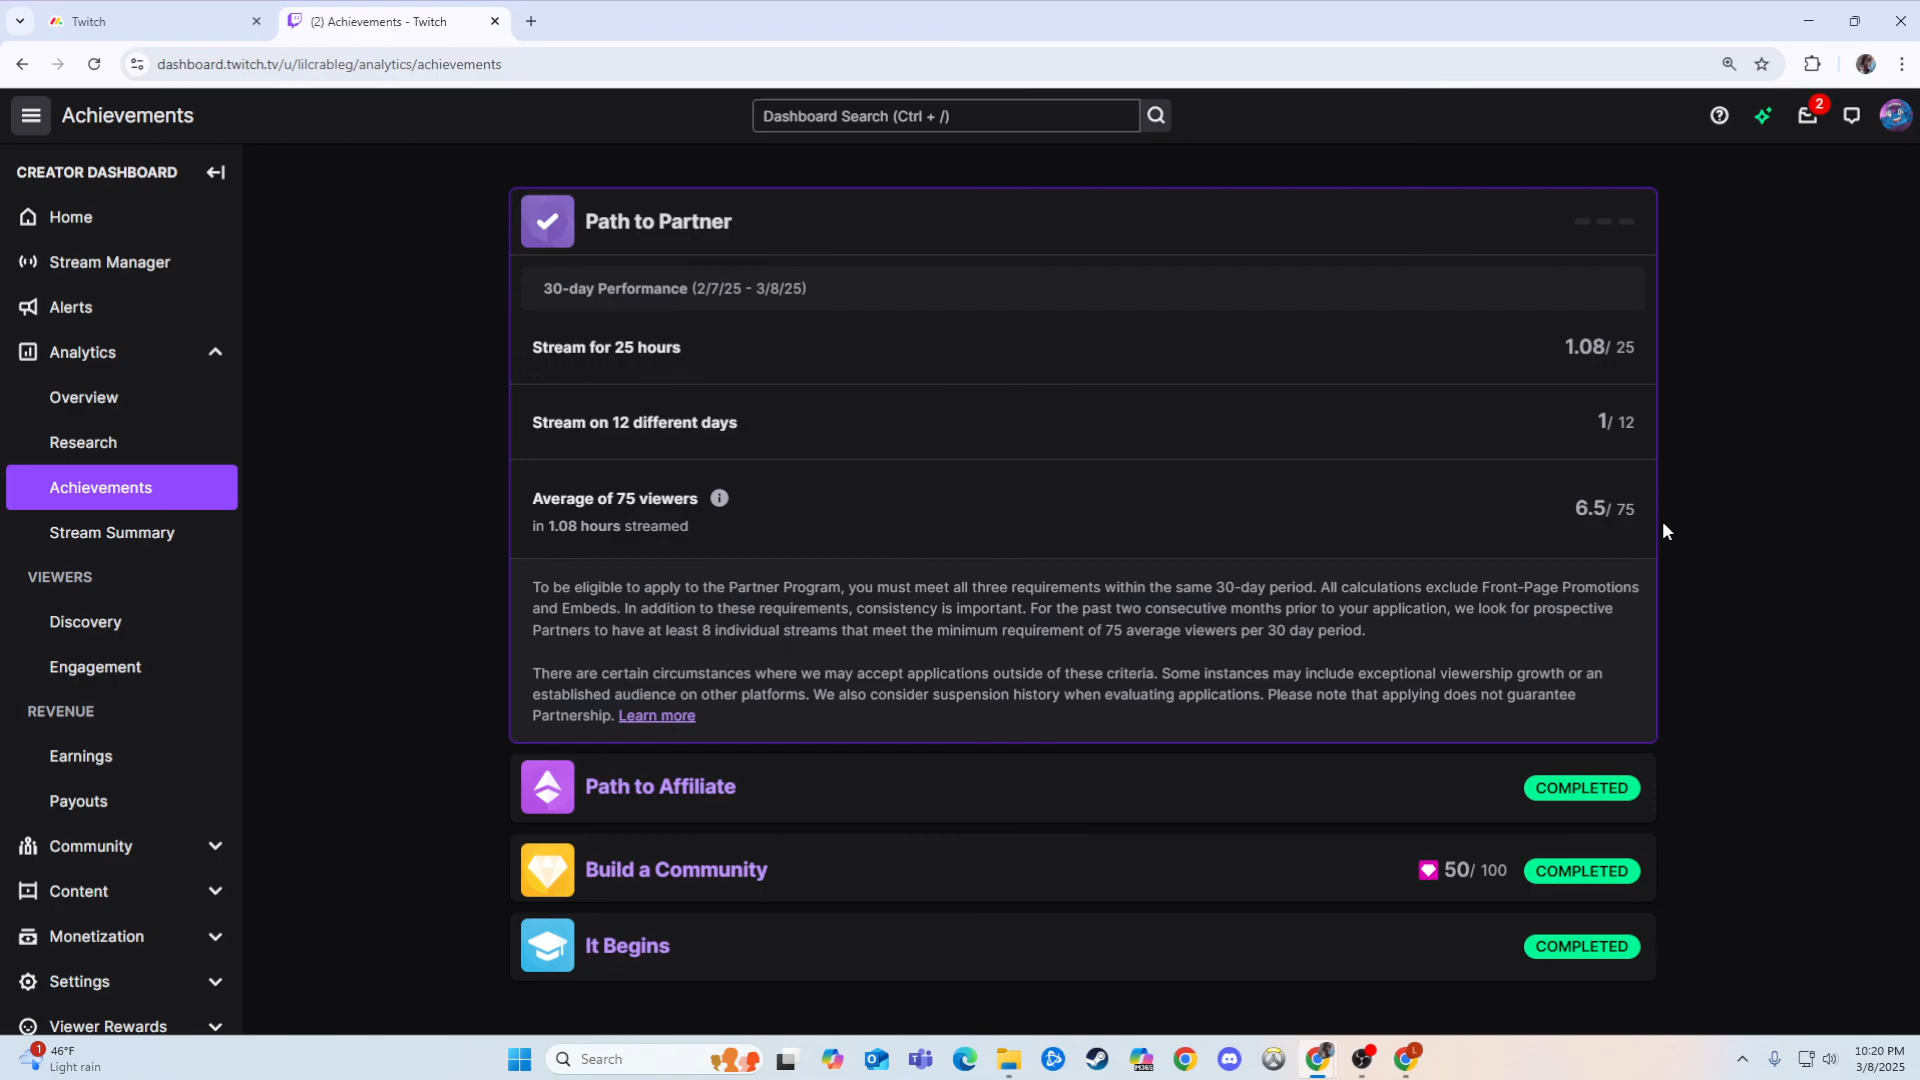 Twitch
(2) Achievements - Twitch
dashboard.twitch.tv/u/lilcrableg/analytics/achievements
Achievements
Dashboard Search (Ctrl + /)
2
CREATOR DASHBOARD
Home
Stream Manager
Alerts
Analytics
Overview
Research
Achievements
Stream Summary
VIEWERS
Discovery
Engagement
REVENUE
Earnings
Payouts
Community
Content
Monetization
Settings
Viewer Rewards
Path to Partner
30-day Performance (2/7/25 - 3/8/25)
Stream for 25 hours
1.08/ 25
Stream on 12 different days
1/ 12
Average of 75 viewers
in 1.08 hours streamed
6.5/ 75
To be eligible to apply to the Partner Program, you must meet all three requirements within the same 30-day period. All calculations exclude Front-Page Promotions
and Embeds. In addition to these requirements, consistency is important. For the past two consecutive months prior to your application, we look for prospective
Partners to have at least 8 individual streams that meet the minimum requirement of 75 average viewers per 30 day period.
There are certain circumstances where we may accept applications outside of these criteria. Some instances may include exceptional viewership growth or an
established audience on other platforms. We also consider suspension history when evaluating applications. Please note that applying does not guarantee
Partnership. Learn more
Path to Affiliate
COMPLETED
Build a Community
50/ 100
COMPLETED
It Begins
COMPLETED
1
46°F
Light rain
Search
M365
L
10:20 PM
3/8/2025